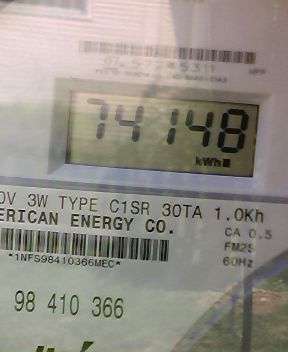 74148
kWh
0V 3W TYPE C1SR 30TA 1.0Kh
ERICAN ENERGY CO.
CA 0.5
FM2S
*1NFS98410366MEC*
60Hz
98 410 366